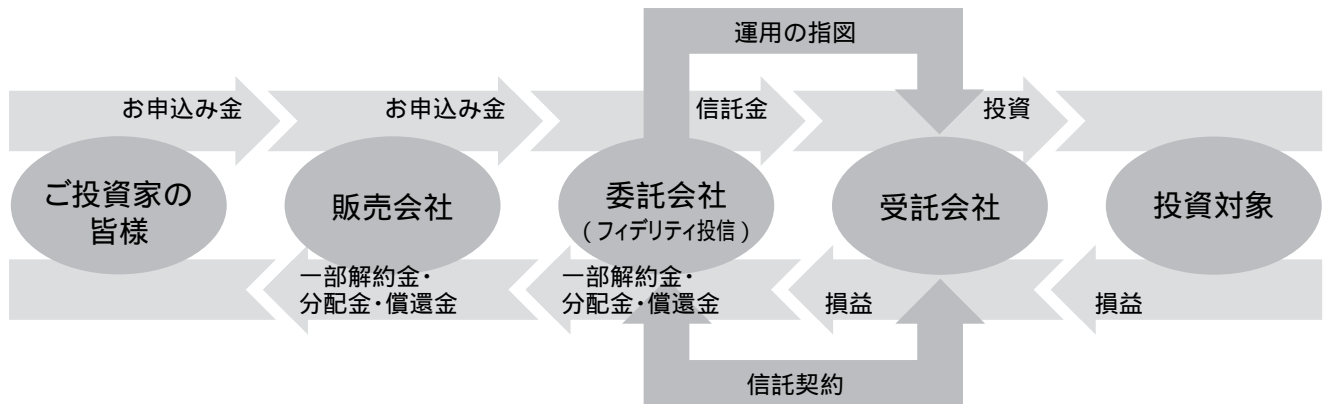 運用の指図
お申込み金
お申込み金
信託金
投資
ご投資家の
皆様
販売会社
委託会社
(フィデリティ投信)
受託会社
投資対象
一部解約金・
分配金・償還金
一部解約金・
分配金・償還金
損益
損益
信託契約